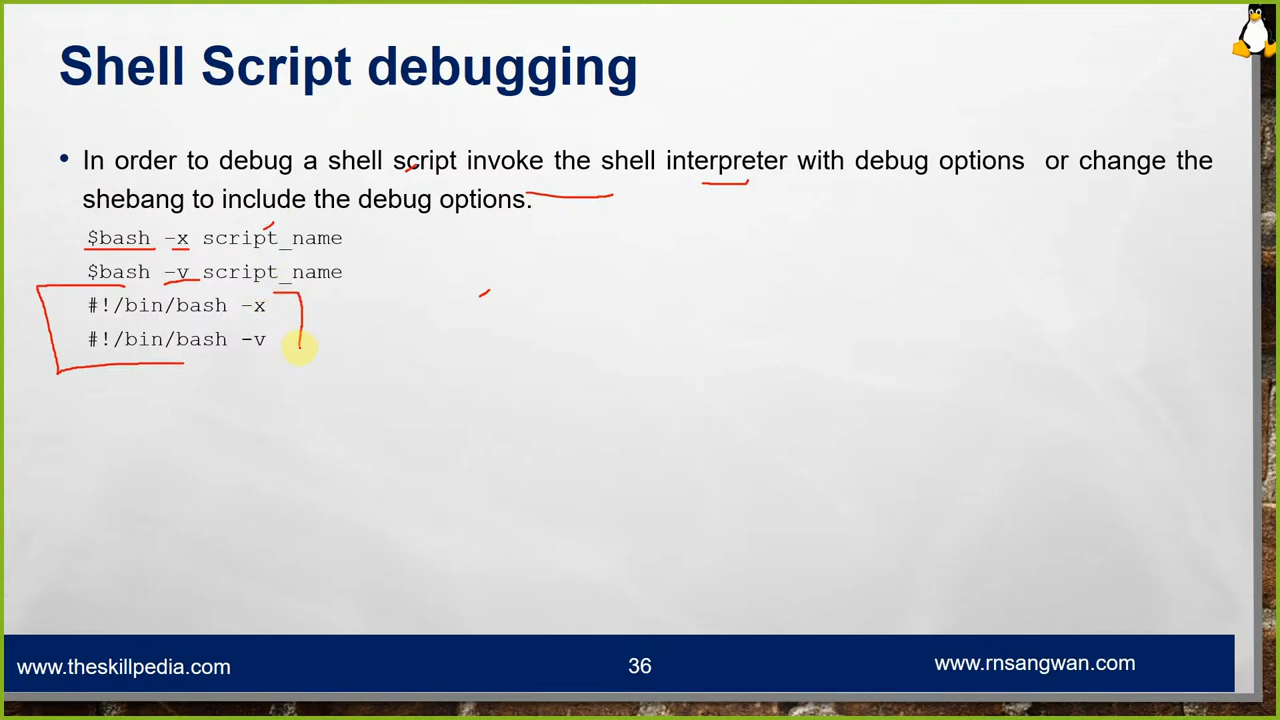 Shell Script debugging
• In order to debug a shell script invoke the shell interpreter with debug options or change the
shebang to include the debug options.
$bash –x script_name
$bash –v script_name
#!/bin/bash –x
#!/bin/bash -v
www.theskillpedia.com
36
www.rnsangwan.com